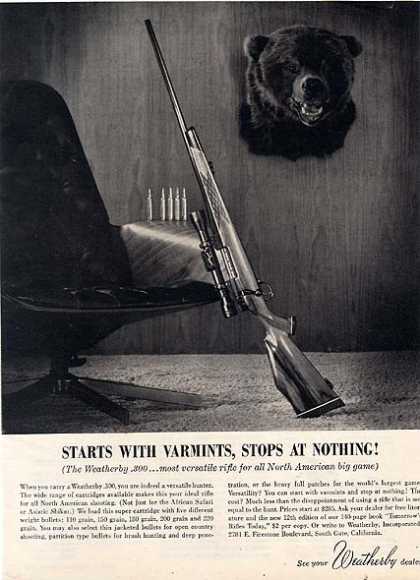 STARTS WITH VARMINTS, STOPS AT NOTHING!
(The Weatherby .300...most versatile rifle for all North American big game)
When you carry a Weatherby .300, you are indeed a versatile hunter.
The wide range of cartridges available makes this your ideal rifle
for all North American shooting. (Not just for the African Safari
or Asiatic Shikar.) We load this super cartridge with five different
weight bullets: 110 grain, 150 grain, 180 grain, 200 grain and 220
grain. You may also select thin jacketed bullets for open country
shooting, partition type bullets for brush hunting and deep pene-
tration, or the heavy full patches for the world's largest game.
Versatility? You can start with varmints and stop at nothing! The
cost? Much less than the disappointment of using a rifle that is not
equal to the hunt. Prices start at $285. Ask your dealer for free liter-
ature and the new 12th edition of our 140-page book "Tomorrow's
Rifles Today," $2 per copy. Or write to Weatherby, Incorporated
2781 E. Firestone Boulevard, South Gate, California.
See your Weatherby